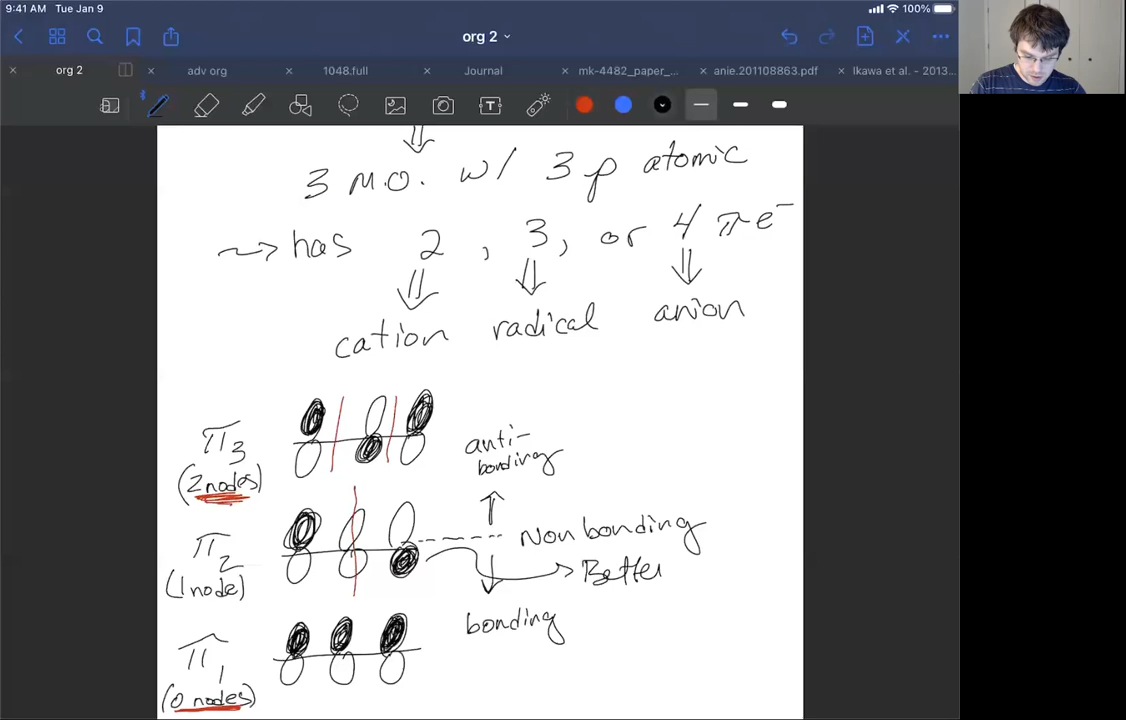 9:41 AM Tue Jan 9
100%
org 2
org 2
adv org
1048.full
Journal
mk-4482_paper_...
anie.201108863.pdf
Ikawa et al. - 2013...
3 M.O. w/ 3 p atomic
~> has 2, 3, or 4 π e⁻
⇓ ⇓ ⇓
cation radical anion
π₃
(2 nodes)
anti-
bonding
π₂
(1 node)
Nonbonding
Better
bonding
π₁
(0 nodes)